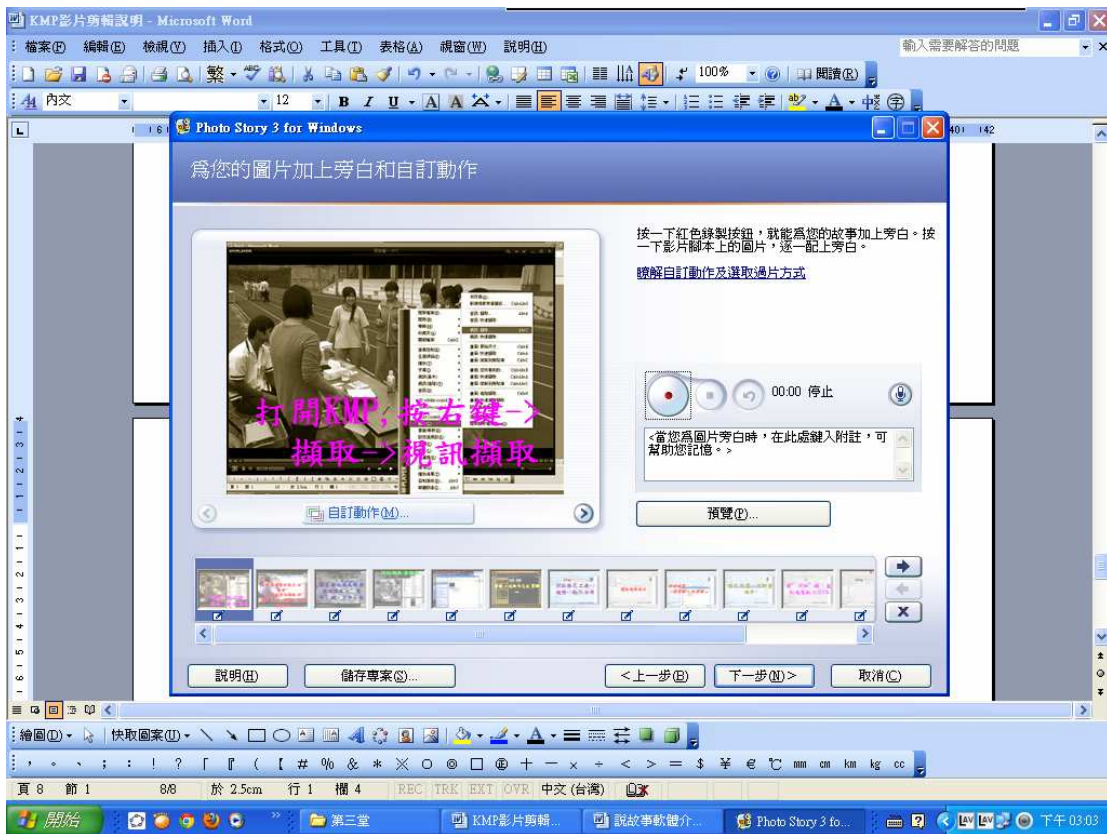 KMP影片剪輯說明 - Microsoft Word
檔案(F) 編輯(E) 檢視(V) 插入(I) 格式(O) 工具(T) 表格(A) 視窗(W) 說明(H) 輸入需要解答的問題
繁 100% 閱讀(R)
內文 12 B I U A A
Photo Story 3 for Windows
為您的圖片加上旁白和自訂動作
按一下紅色錄製按鈕，就能為您的故事加上旁白。按
一下影片腳本上的圖片，逐一配上旁白。
瞭解自訂動作及選取過片方式
00:00 停止
<當您為圖片旁白時，在此處鍵入附註，可
幫助您記憶。>
打開KMP,按右鍵->
擷取->視訊擷取
自訂動作(M)...
預覽(P)...
說明(H) 儲存專案(S)... <上一步(B) 下一步(N)> 取消(C)
繪圖(D) 快取圖案(U)
， 。 、 ； ： ！ ？ 「 『 （ 【 # % & * ※ ○ ◎ □ ⊕ ＋ － × ÷ ＜ ＞ ＝ $ ￥ € ℃ mm cm km kg cc
頁 8 節 1 8/8 於 2.5cm 行 1 欄 4 REC TRK EXT OVR 中文 (台灣)
開始 第三堂 KMP影片剪輯... 說故事軟體介... Photo Story 3 fo... 下午 03:03